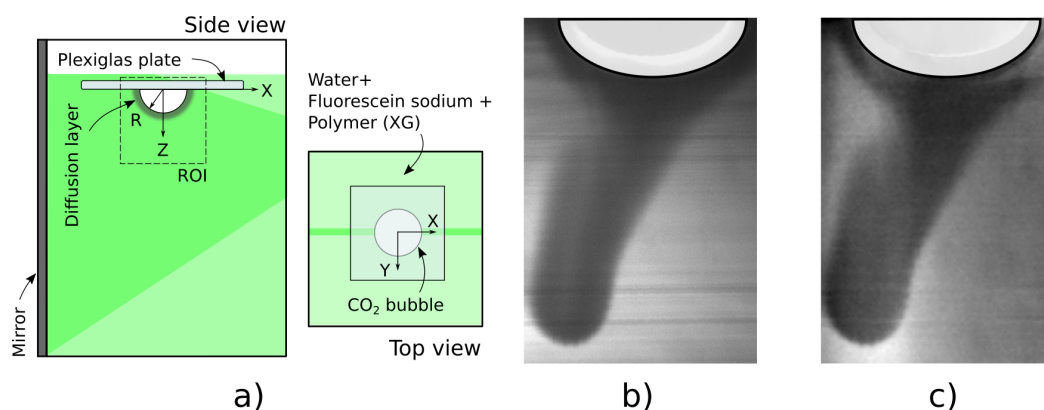 Side view
Plexiglas plate
X
R
Z
ROI
Diffusion layer
Mirror
Water+
Fluorescein sodium +
Polymer (XG)
X
Y
CO₂ bubble
Top view
a)
b)
c)